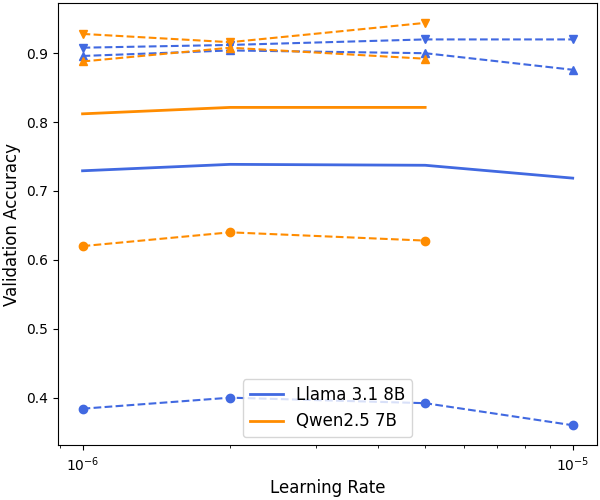 0.9
0.8
0.7
0.6
0.5
0.4
Validation Accuracy
Llama 3.1 8B
Qwen2.5 7B
10⁻⁶
10⁻⁵
Learning Rate